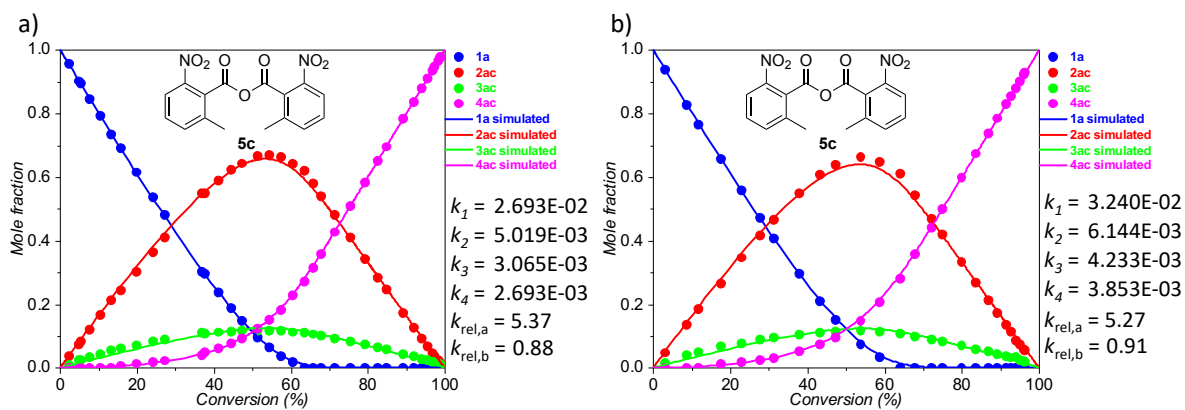 a)
1.0
0.8
0.6
0.4
0.2
0.0
Mole fraction
0
20
40
60
80
100
Conversion (%)
NO₂
O
O
NO₂
O
5c
1a
2ac
3ac
4ac
1a simulated
2ac simulated
3ac simulated
4ac simulated
k₁ = 2.693E-02
k₂ = 5.019E-03
k₃ = 3.065E-03
k₄ = 2.693E-03
k_rel,a = 5.37
k_rel,b = 0.88
b)
1.0
0.8
0.6
0.4
0.2
0.0
Mole fraction
0
20
40
60
80
100
Conversion (%)
NO₂
O
O
NO₂
O
5c
1a
2ac
3ac
4ac
1a simulated
2ac simulated
3ac simulated
4ac simulated
k₁ = 3.240E-02
k₂ = 6.144E-03
k₃ = 4.233E-03
k₄ = 3.853E-03
k_rel,a = 5.27
k_rel,b = 0.91